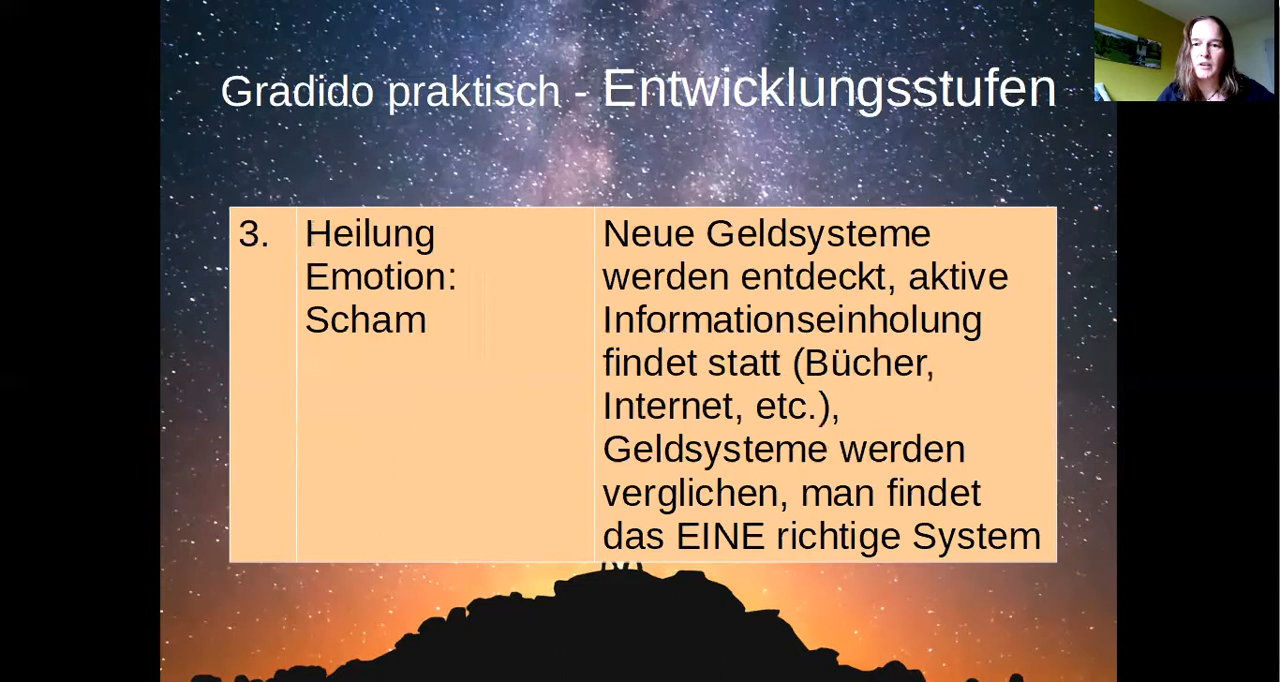 Gradido praktisch - Entwicklungsstufen
3.
Heilung
Emotion:
Scham
Neue Geldsysteme
werden entdeckt, aktive
Informationseinholung
findet statt (Bücher,
Internet, etc.),
Geldsysteme werden
verglichen, man findet
das EINE richtige System